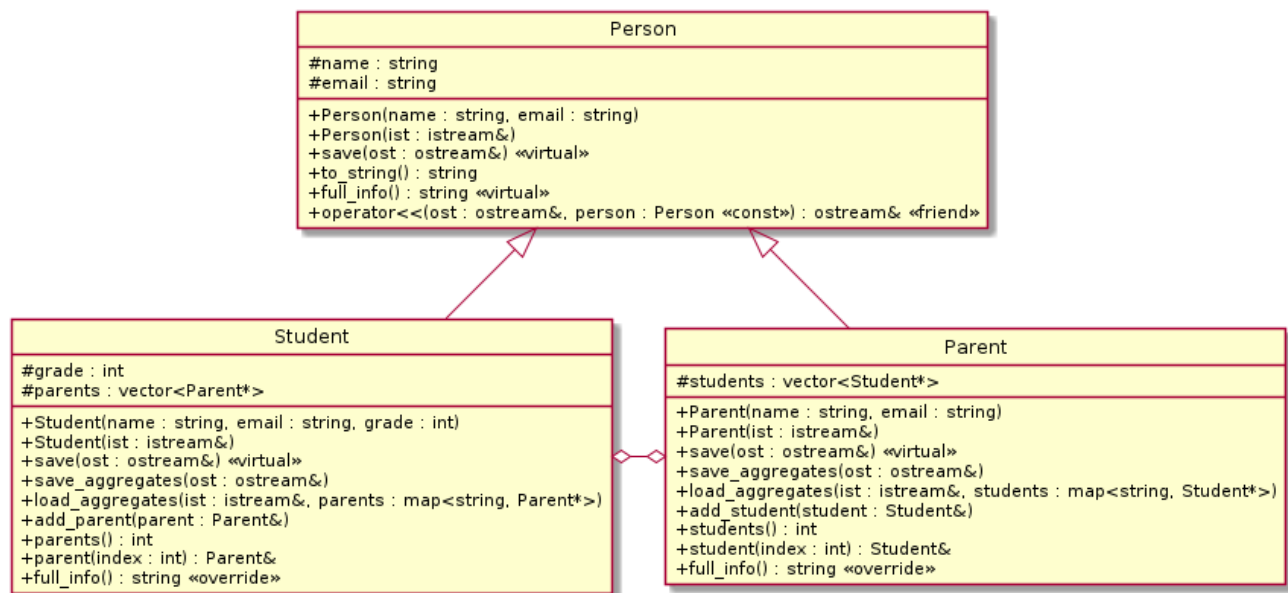 Person
#name : string
#email : string
+Person(name : string, email : string)
+Person(ist : istream&)
+save(ost : ostream&) «virtual»
+to_string() : string
+full_info() : string «virtual»
+operator<<(ost : ostream&, person : Person «const») : ostream& «friend»
Student
#grade : int
#parents : vector<Parent*>
+Student(name : string, email : string, grade : int)
+Student(ist : istream&)
+save(ost : ostream&) «virtual»
+save_aggregates(ost : ostream&)
+load_aggregates(ist : istream&, parents : map<string, Parent*>)
+add_parent(parent : Parent&)
+parents() : int
+parent(index : int) : Parent&
+full_info() : string «override»
Parent
#students : vector<Student*>
+Parent(name : string, email : string)
+Parent(ist : istream&)
+save(ost : ostream&) «virtual»
+save_aggregates(ost : ostream&)
+load_aggregates(ist : istream&, students : map<string, Student*>)
+add_student(student : Student&)
+students() : int
+student(index : int) : Student&
+full_info() : string «override»